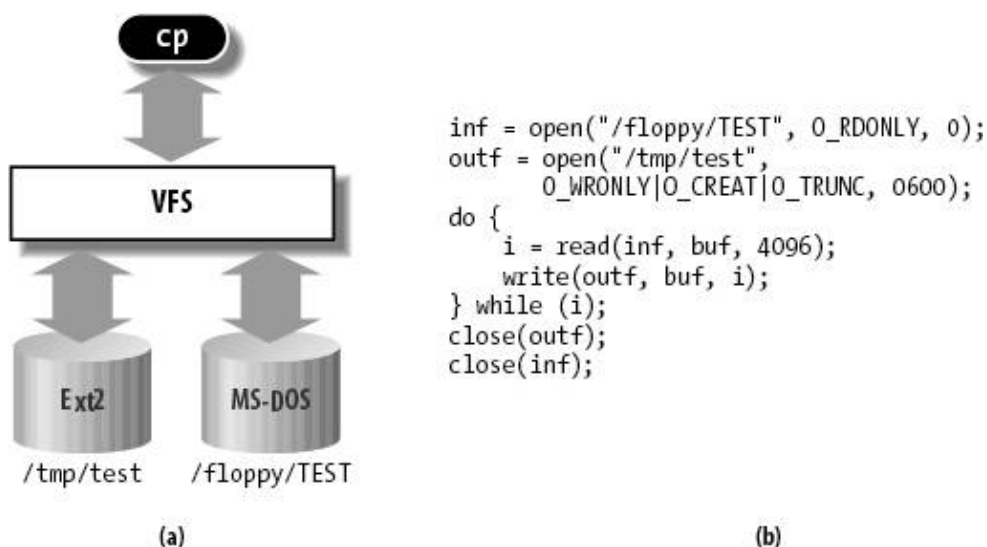 cp
VFS
Ext2
MS-DOS
/tmp/test
/floppy/TEST
(a)
inf = open("/floppy/TEST", O_RDONLY, 0);
outf = open("/tmp/test",
       O_WRONLY|O_CREAT|O_TRUNC, 0600);
do {
    i = read(inf, buf, 4096);
    write(outf, buf, i);
} while (i);
close(outf);
close(inf);
(b)